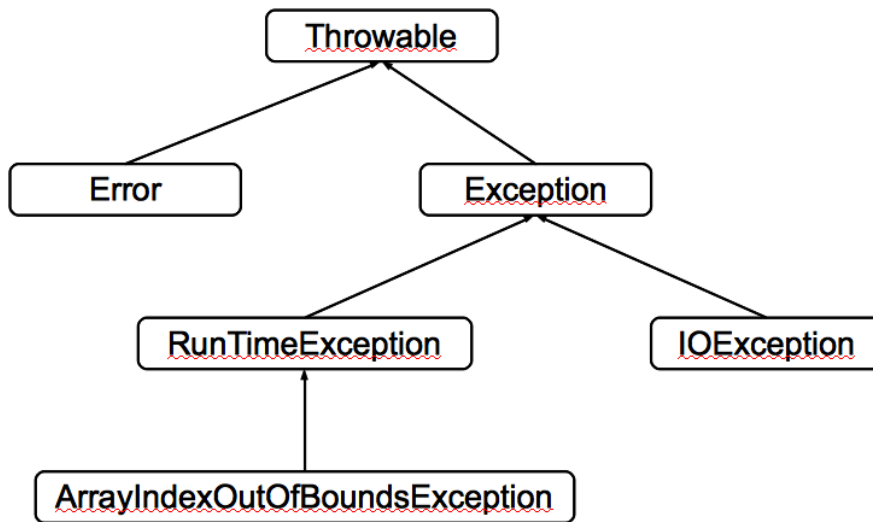 Throwable
Error
Exception
RunTimeException
IOException
ArrayIndexOutOfBoundsException